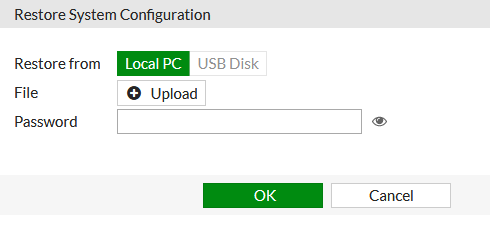 Restore System Configuration
Restore from Local PC USB Disk
File Upload
Password
OK Cancel